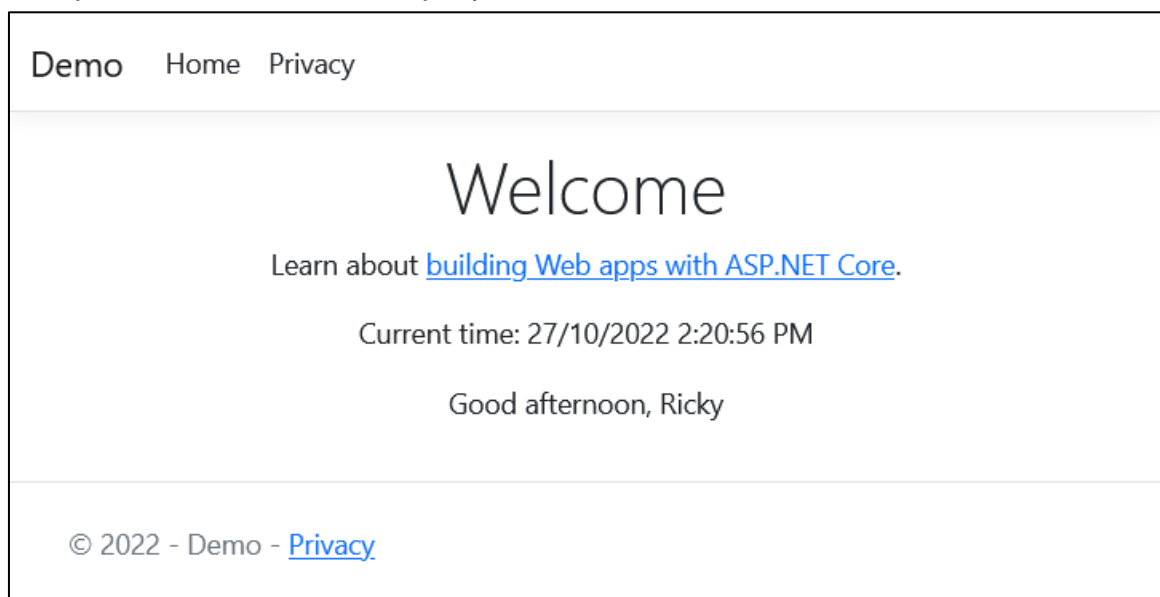 Demo Home Privacy
Welcome
Learn about building Web apps with ASP.NET Core.
Current time: 27/10/2022 2:20:56 PM
Good afternoon, Ricky
© 2022 - Demo - Privacy